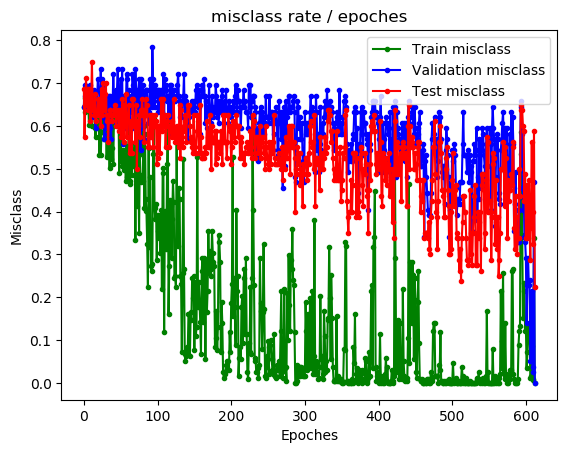 misclass rate / epoches
Train misclass
Validation misclass
Test misclass
0.8
0.7
0.6
0.5
0.4
0.3
0.2
0.1
0.0
Misclass
0 100 200 300 400 500 600
Epoches